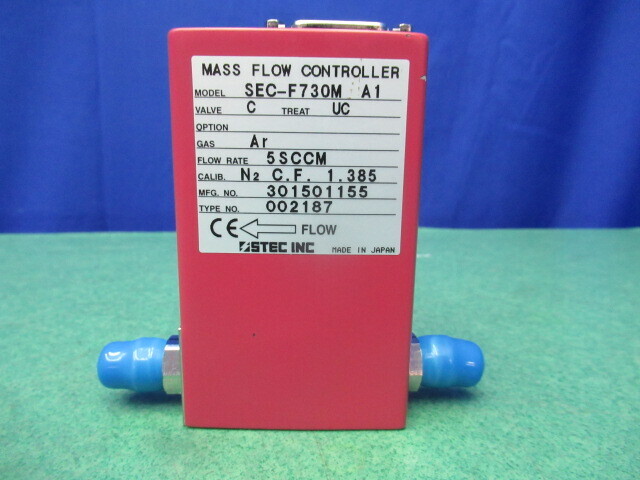 MASS FLOW CONTROLLER
MODEL SEC-F730M A1
VALVE C TREAT UC
OPTION
GAS Ar
FLOW RATE 5SCCM
CALIB. N2 C.F. 1.385
MFG. NO. 301501155
TYPE NO. 002187
CE FLOW
STEC INC MADE IN JAPAN